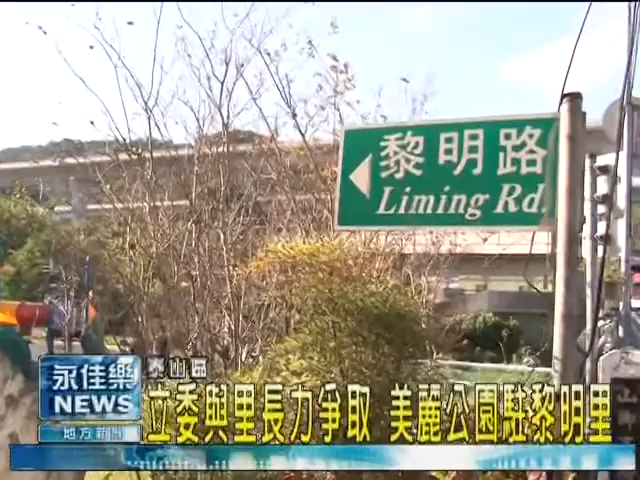 黎明路
Liming Rd.
永佳樂
泰山區
NEWS
立委與里長力爭取 美麗公園駐黎明里
地方新聞